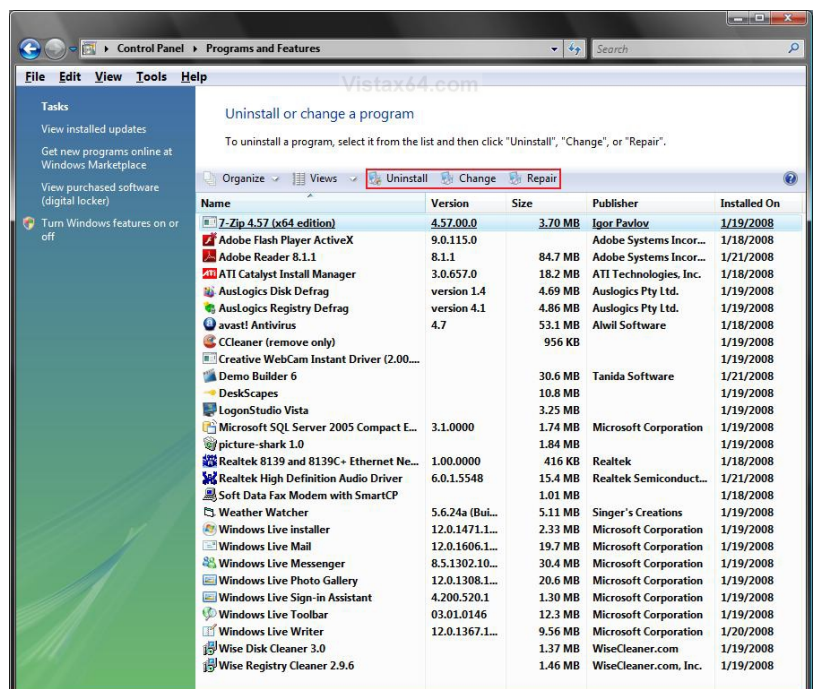 Control Panel ▸ Programs and Features
Search
File Edit View Tools Help
Vistax64.com
Tasks
View installed updates
Get new programs online at
Windows Marketplace
View purchased software
(digital locker)
Turn Windows features on or
off
Uninstall or change a program
To uninstall a program, select it from the list and then click "Uninstall", "Change", or "Repair".
Organize Views Uninstall Change Repair
Name Version Size Publisher Installed On
7-Zip 4.57 (x64 edition) 4.57.00.0 3.70 MB Igor Pavlov 1/19/2008
Adobe Flash Player ActiveX 9.0.115.0 Adobe Systems Incor... 1/18/2008
Adobe Reader 8.1.1 8.1.1 84.7 MB Adobe Systems Incor... 1/21/2008
ATI ATI Catalyst Install Manager 3.0.657.0 18.2 MB ATI Technologies, Inc. 1/18/2008
AusLogics Disk Defrag version 1.4 4.69 MB Auslogics Pty Ltd. 1/19/2008
AusLogics Registry Defrag version 4.1 4.86 MB Auslogics Pty Ltd. 1/19/2008
avast! Antivirus 4.7 53.1 MB Alwil Software 1/18/2008
CCleaner (remove only) 956 KB 1/19/2008
Creative WebCam Instant Driver (2.00.... 1/19/2008
Demo Builder 6 30.6 MB Tanida Software 1/21/2008
DeskScapes 10.8 MB 1/19/2008
LogonStudio Vista 3.25 MB 1/19/2008
Microsoft SQL Server 2005 Compact E... 3.1.0000 1.74 MB Microsoft Corporation 1/19/2008
picture-shark 1.0 1.84 MB 1/19/2008
Realtek 8139 and 8139C+ Ethernet Ne... 1.00.0000 416 KB Realtek 1/18/2008
Realtek High Definition Audio Driver 6.0.1.5548 15.4 MB Realtek Semiconduct... 1/21/2008
Soft Data Fax Modem with SmartCP 1.01 MB 1/18/2008
Weather Watcher 5.6.24a (Bui... 5.11 MB Singer's Creations 1/19/2008
Windows Live installer 12.0.1471.1... 2.33 MB Microsoft Corporation 1/19/2008
Windows Live Mail 12.0.1606.1... 19.7 MB Microsoft Corporation 1/19/2008
Windows Live Messenger 8.5.1302.10... 30.4 MB Microsoft Corporation 1/19/2008
Windows Live Photo Gallery 12.0.1308.1... 20.6 MB Microsoft Corporation 1/19/2008
Windows Live Sign-in Assistant 4.200.520.1 1.30 MB Microsoft Corporation 1/19/2008
Windows Live Toolbar 03.01.0146 12.3 MB Microsoft Corporation 1/19/2008
Windows Live Writer 12.0.1367.1... 9.56 MB Microsoft Corporation 1/20/2008
Wise Disk Cleaner 3.0 1.37 MB WiseCleaner.com 1/19/2008
Wise Registry Cleaner 2.9.6 1.46 MB WiseCleaner.com, Inc. 1/19/2008